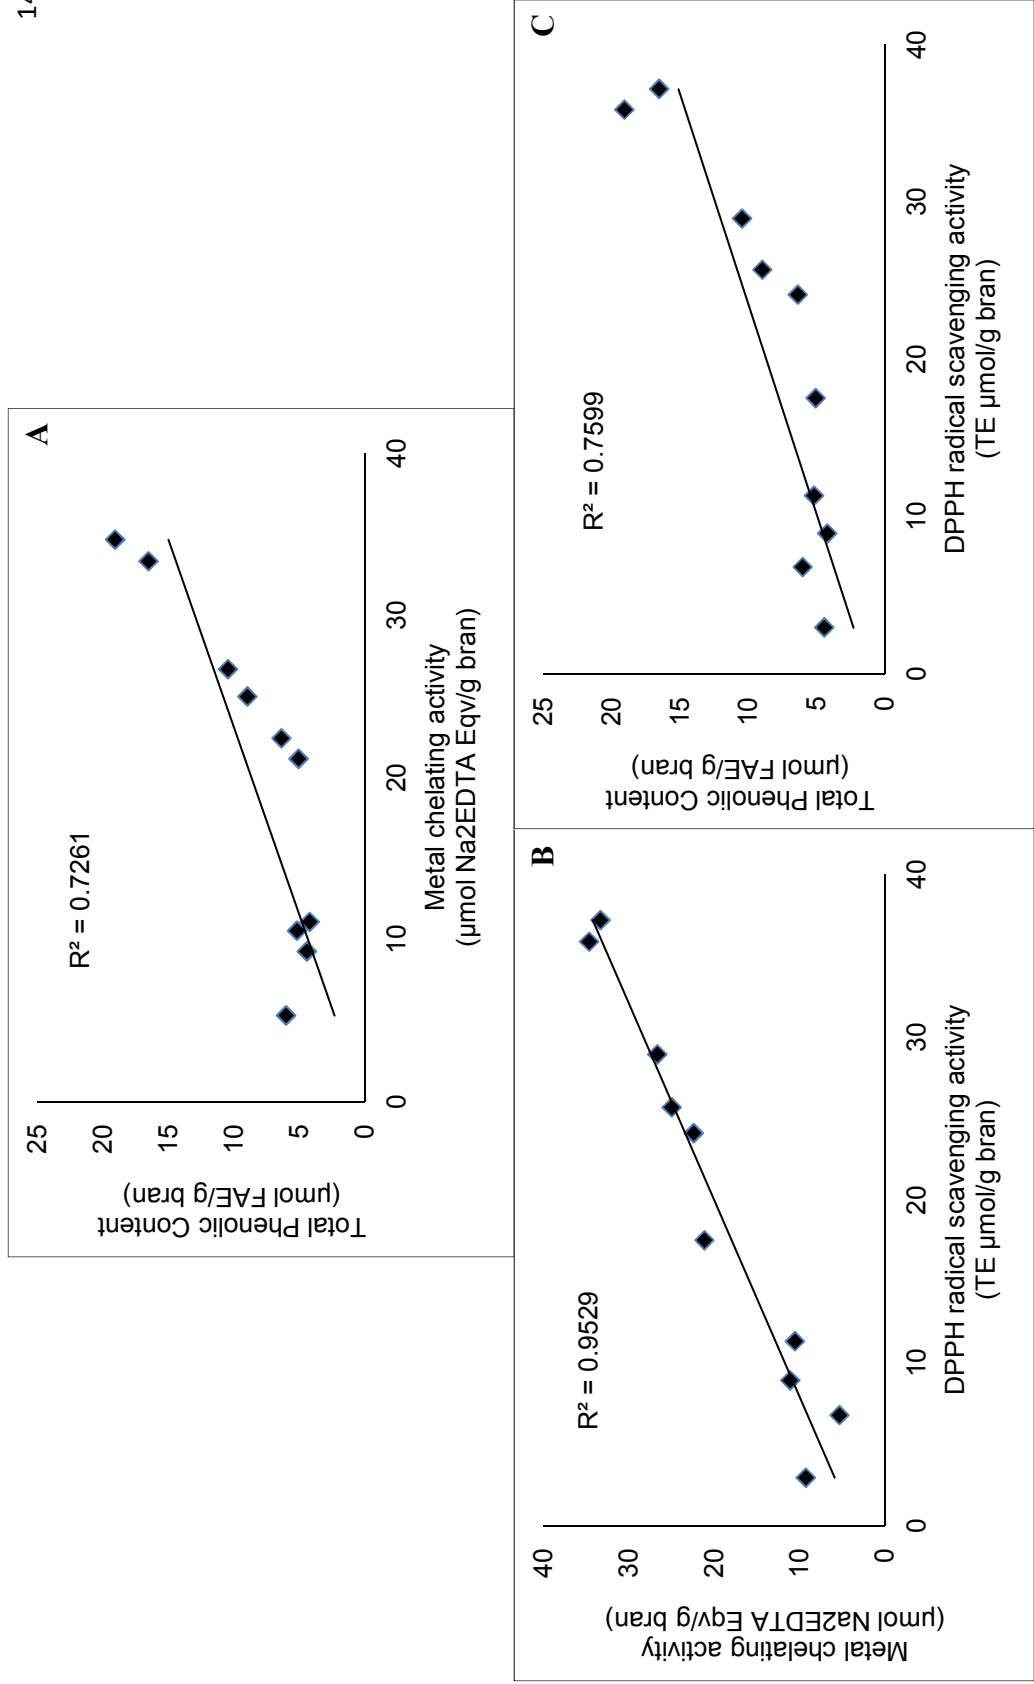 14
A
R² = 0.7261
25
20
15
10
5
0
0
10
20
30
40
Total Phenolic Content
(µmol FAE/g bran)
Metal chelating activity
(µmol Na2EDTA Eqv/g bran)
B
R² = 0.9529
40
30
20
10
0
0
10
20
30
40
Metal chelating activity
(µmol Na2EDTA Eqv/g bran)
DPPH radical scavenging activity
(TE µmol/g bran)
C
R² = 0.7599
25
20
15
10
5
0
0
10
20
30
40
Total Phenolic Content
(µmol FAE/g bran)
DPPH radical scavenging activity
(TE µmol/g bran)